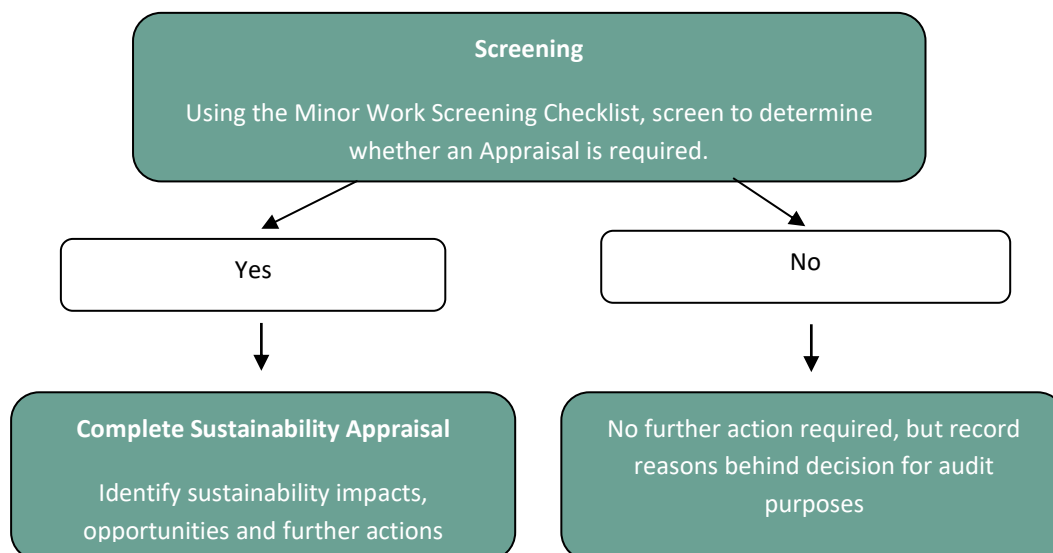 Screening
Using the Minor Work Screening Checklist, screen to determine
whether an Appraisal is required.
Yes
No
Complete Sustainability Appraisal
Identify sustainability impacts,
opportunities and further actions
No further action required, but record
reasons behind decision for audit
purposes